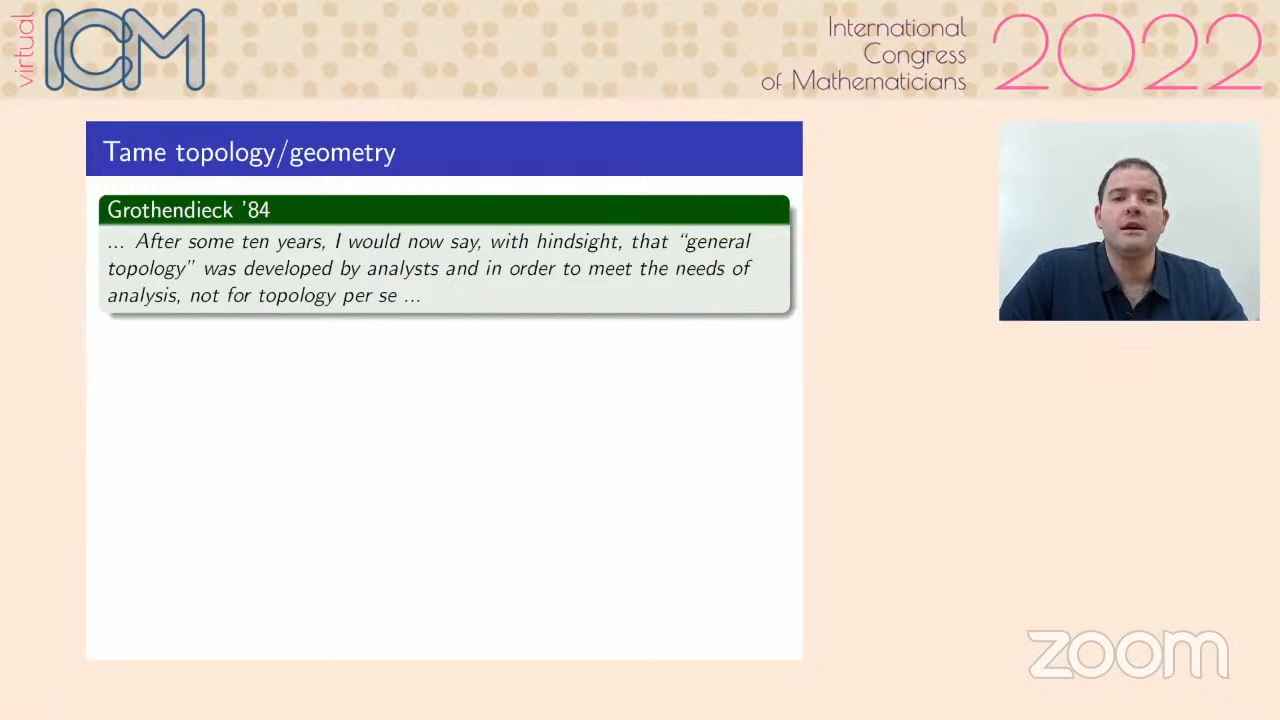 virtual
ICM
International
Congress
of Mathematicians
2022
Tame topology/geometry
Grothendieck '84
... After some ten years, I would now say, with hindsight, that “general
topology” was developed by analysts and in order to meet the needs of
analysis, not for topology per se ...
zoom